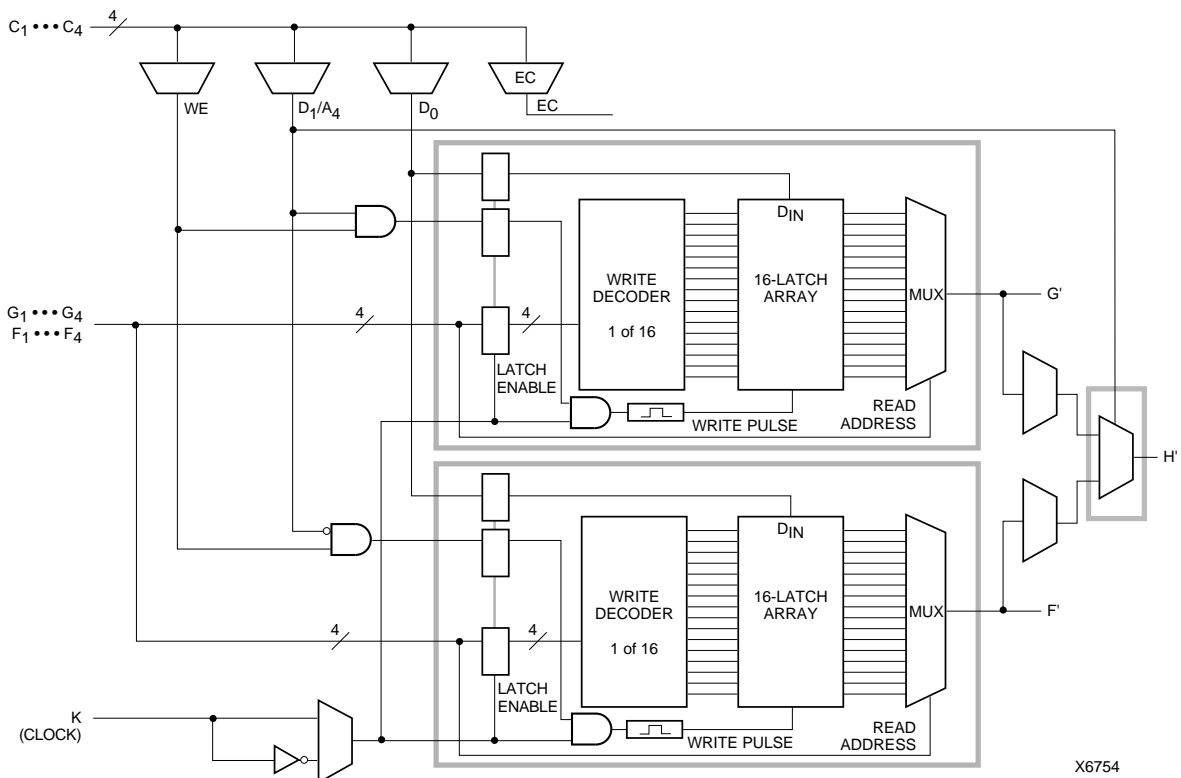 C1 ••• C4
4
EC
WE
D1/A4
D0
EC
DIN
WRITE
DECODER
1 of 16
16-LATCH
ARRAY
MUX
G'
G1 ••• G4
F1 ••• F4
4
4
LATCH
ENABLE
WRITE PULSE
READ
ADDRESS
H'
DIN
WRITE
DECODER
1 of 16
16-LATCH
ARRAY
MUX
F'
4
4
LATCH
ENABLE
K
(CLOCK)
WRITE PULSE
READ
ADDRESS
X6754